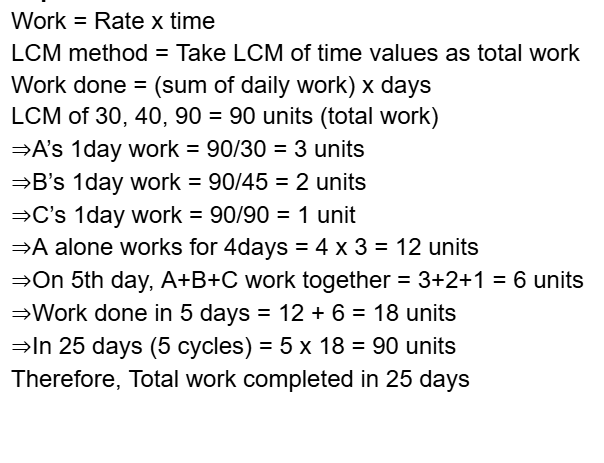 Work = Rate x time
LCM method = Take LCM of time values as total work
Work done = (sum of daily work) x days
LCM of 30, 40, 90 = 90 units (total work)
⇒A’s 1day work = 90/30 = 3 units
⇒B’s 1day work = 90/45 = 2 units
⇒C’s 1day work = 90/90 = 1 unit
⇒A alone works for 4days = 4 x 3 = 12 units
⇒On 5th day, A+B+C work together = 3+2+1 = 6 units
⇒Work done in 5 days = 12 + 6 = 18 units
⇒In 25 days (5 cycles) = 5 x 18 = 90 units
Therefore, Total work completed in 25 days